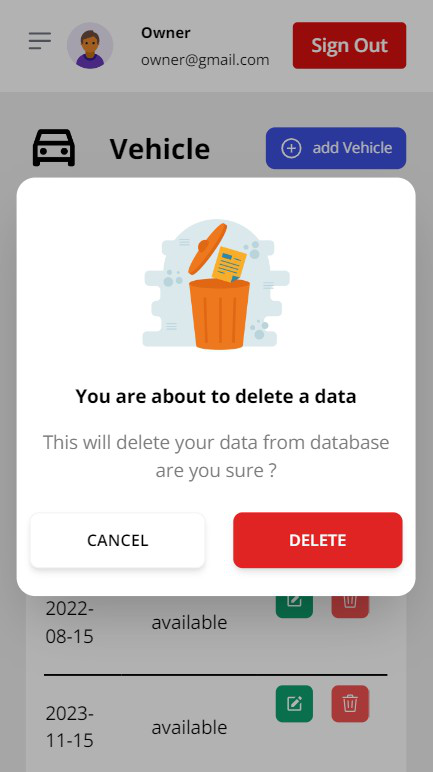 Owner
owner@gmail.com
Sign Out
Vehicle
add Vehicle
You are about to delete a data
This will delete your data from database
are you sure ?
CANCEL
DELETE
2022-
08-15
available
2023-
11-15
available